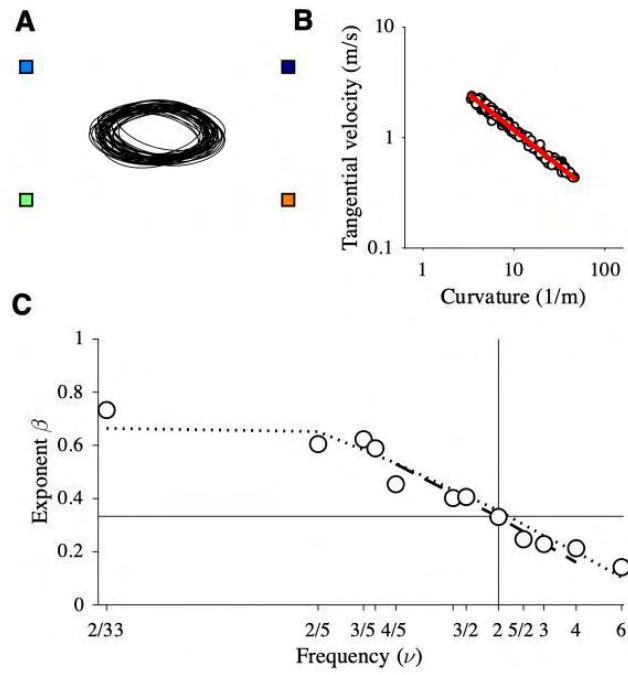 A
B
Tangential velocity (m/s)
10
1
0.1
1 10 100
Curvature (1/m)
C
Exponent β
1
0.8
0.6
0.4
0.2
0
2/33 2/5 3/5 4/5 3/2 2 5/2 3 4 6
Frequency (ν)